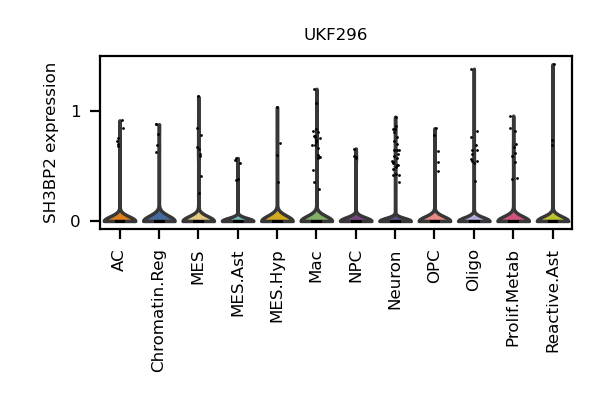 UKF296
SH3BP2 expression
1
0
AC
Chromatin.Reg
MES
MES.Ast
MES.Hyp
Mac
NPC
Neuron
OPC
Oligo
Prolif.Metab
Reactive.Ast